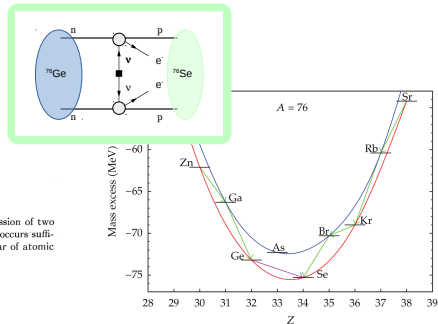 n
p
ν
e-
76Ge
76Se
ν
e-
n
p
Sr
A = 76
−60
Rb
Zn
Mass excess (MeV)
−65
Ga
Kr
ssion of two
Br
occurs suffi-
−70
As
ar of atomic
Ge
Se
−75
28 29 30 31 32 33 34 35 36 37 38 39
Z